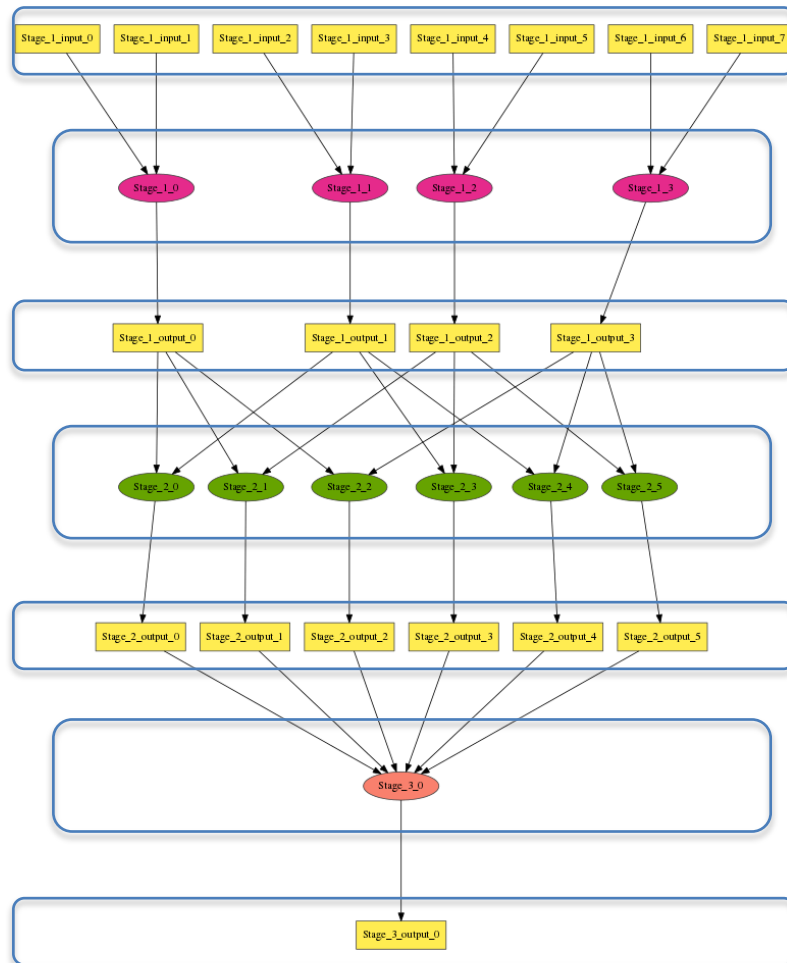 Stage_1_input_0
Stage_1_input_1
Stage_1_input_2
Stage_1_input_3
Stage_1_input_4
Stage_1_input_5
Stage_1_input_6
Stage_1_input_7
Stage_1_0
Stage_1_1
Stage_1_2
Stage_1_3
Stage_1_output_0
Stage_1_output_1
Stage_1_output_2
Stage_1_output_3
Stage_2_0
Stage_2_1
Stage_2_2
Stage_2_3
Stage_2_4
Stage_2_5
Stage_2_output_0
Stage_2_output_1
Stage_2_output_2
Stage_2_output_3
Stage_2_output_4
Stage_2_output_5
Stage_3_0
Stage_3_output_0